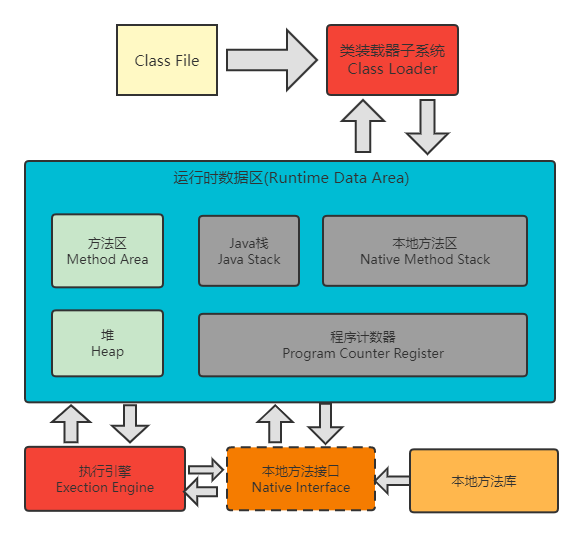 Class File
类装载器子系统
Class Loader
运行时数据区(Runtime Data Area)
方法区
Method Area
Java栈
Java Stack
本地方法区
Native Method Stack
堆
Heap
程序计数器
Program Counter Register
执行引擎
Exection Engine
本地方法接口
Native Interface
本地方法库